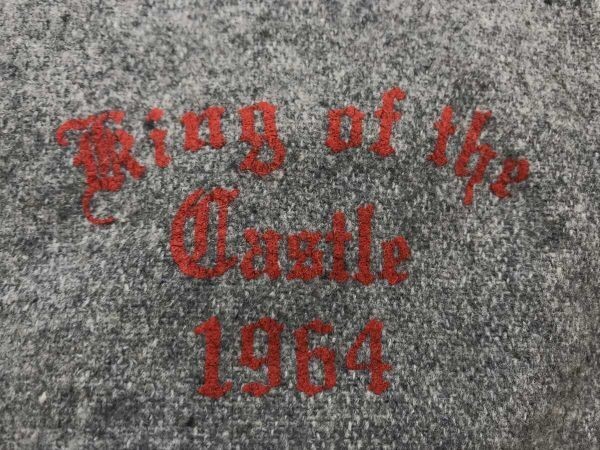 King of the
Castle
1964